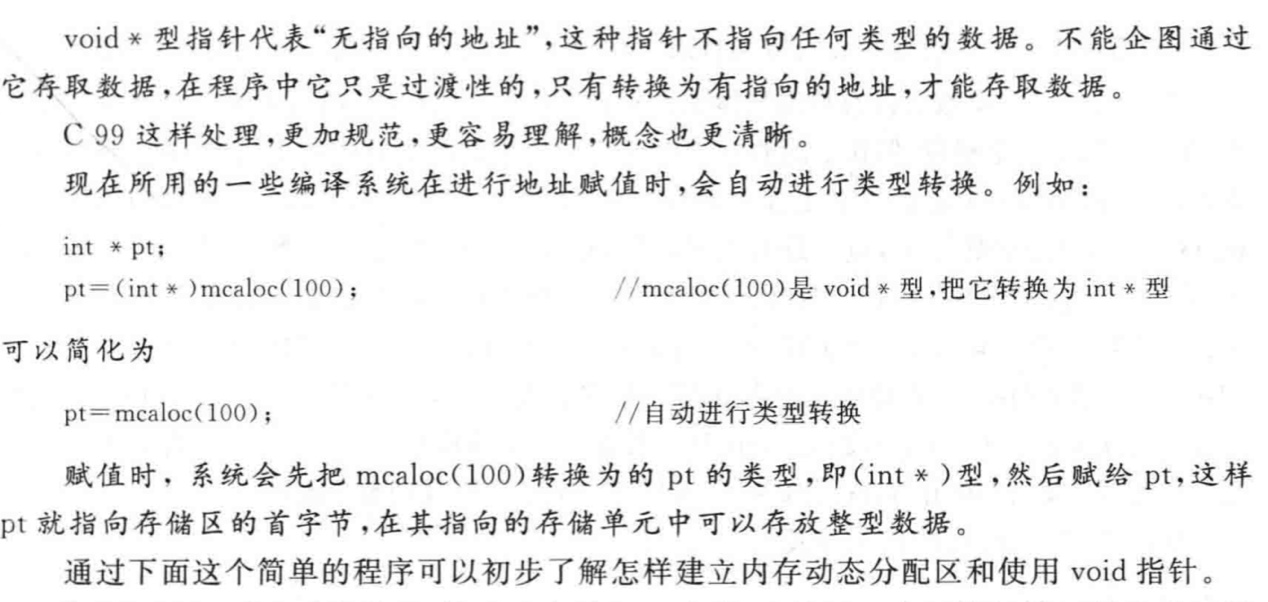 void * 型指针代表“无指向的地址”,这种指针不指向任何类型的数据。不能企图通过
它存取数据,在程序中它只是过渡性的,只有转换为有指向的地址,才能存取数据。
C 99 这样处理,更加规范,更容易理解,概念也更清晰。
现在所用的一些编译系统在进行地址赋值时,会自动进行类型转换。例如:
int * pt;
pt=(int * )mcaloc(100); //mcaloc(100)是 void * 型,把它转换为 int * 型
可以简化为
pt=mcaloc(100); //自动进行类型转换
赋值时, 系统会先把 mcaloc(100)转换为的 pt 的类型,即(int * )型,然后赋给 pt,这样
pt 就指向存储区的首字节,在其指向的存储单元中可以存放整型数据。
通过下面这个简单的程序可以初步了解怎样建立内存动态分配区和使用 void 指针。